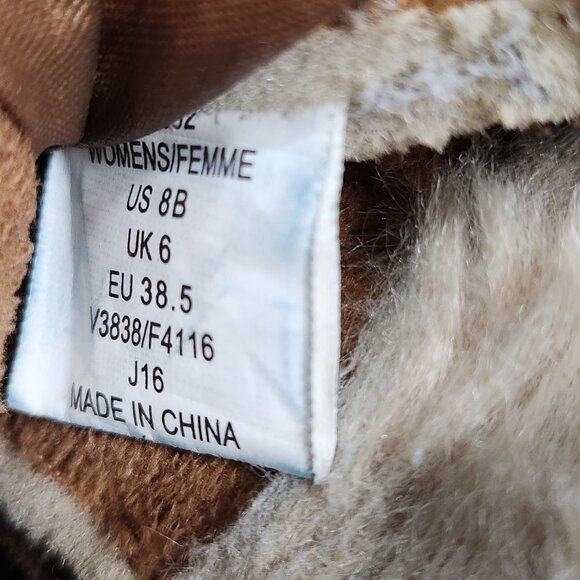 WOMENS/FEMME
US 8B
UK 6
EU 38.5
V3838/F4116
J16
MADE IN CHINA